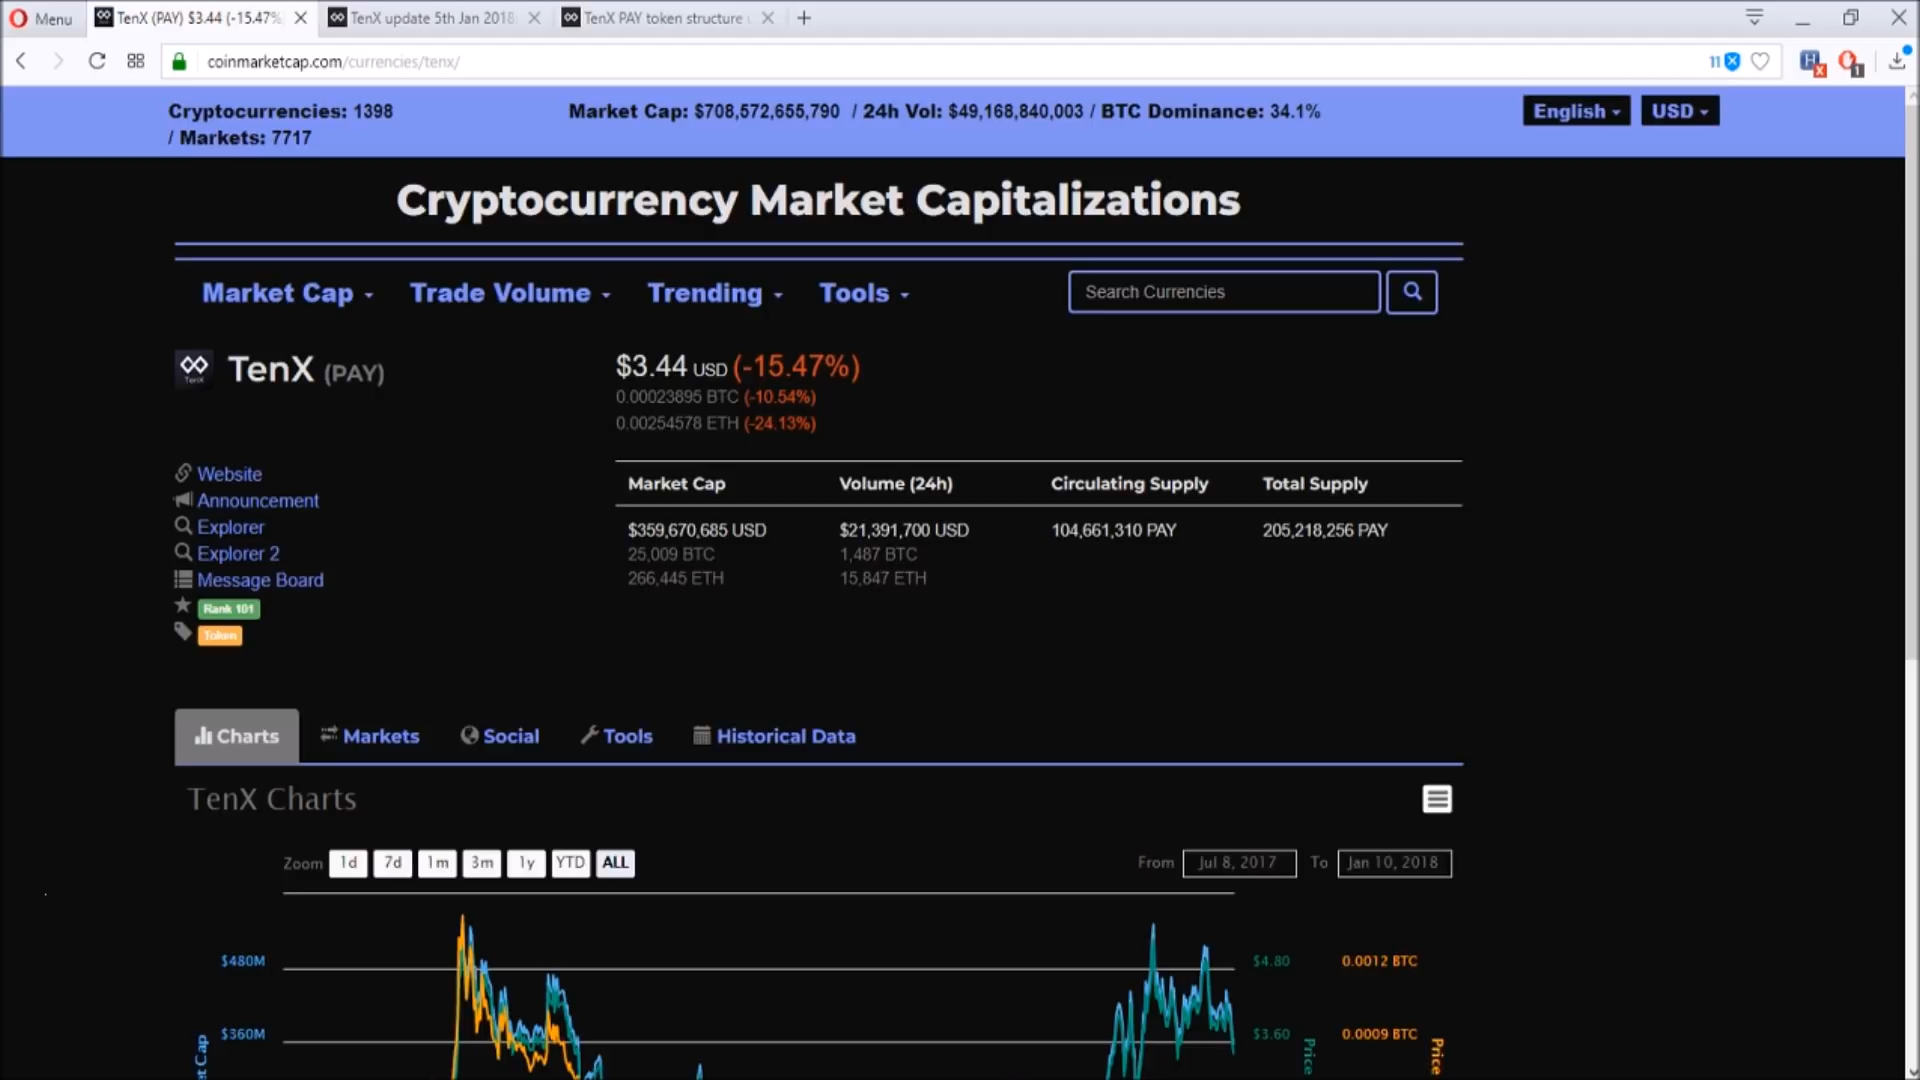 Menu
TenX (PAY) $3.44 (-15.47%
TenX update 5th Jan 2018
TenX PAY token structure
coinmarketcap.com/currencies/tenx/
11
1
Cryptocurrencies: 1398
/ Markets: 7717
Market Cap: $708,572,655,790 / 24h Vol: $49,168,840,003 / BTC Dominance: 34.1%
English
USD
Cryptocurrency Market Capitalizations
Market Cap
Trade Volume
Trending
Tools
Search Currencies
TenX
TenX (PAY)
$3.44 USD (-15.47%)
0.00023895 BTC (-10.54%)
0.00254578 ETH (-24.13%)
Website
Announcement
Explorer
Explorer 2
Message Board
Rank 101
Token
Market Cap Volume (24h) Circulating Supply Total Supply
$359,670,685 USD $21,391,700 USD 104,661,310 PAY 205,218,256 PAY
25,009 BTC 1,487 BTC
266,445 ETH 15,847 ETH
Charts
Markets
Social
Tools
Historical Data
TenX Charts
Zoom 1d 7d 1m 3m 1y YTD ALL
From Jul 8, 2017 To Jan 10, 2018
$480M $4.80 0.0012 BTC
$360M $3.60 0.0009 BTC
Cap
Price
Price